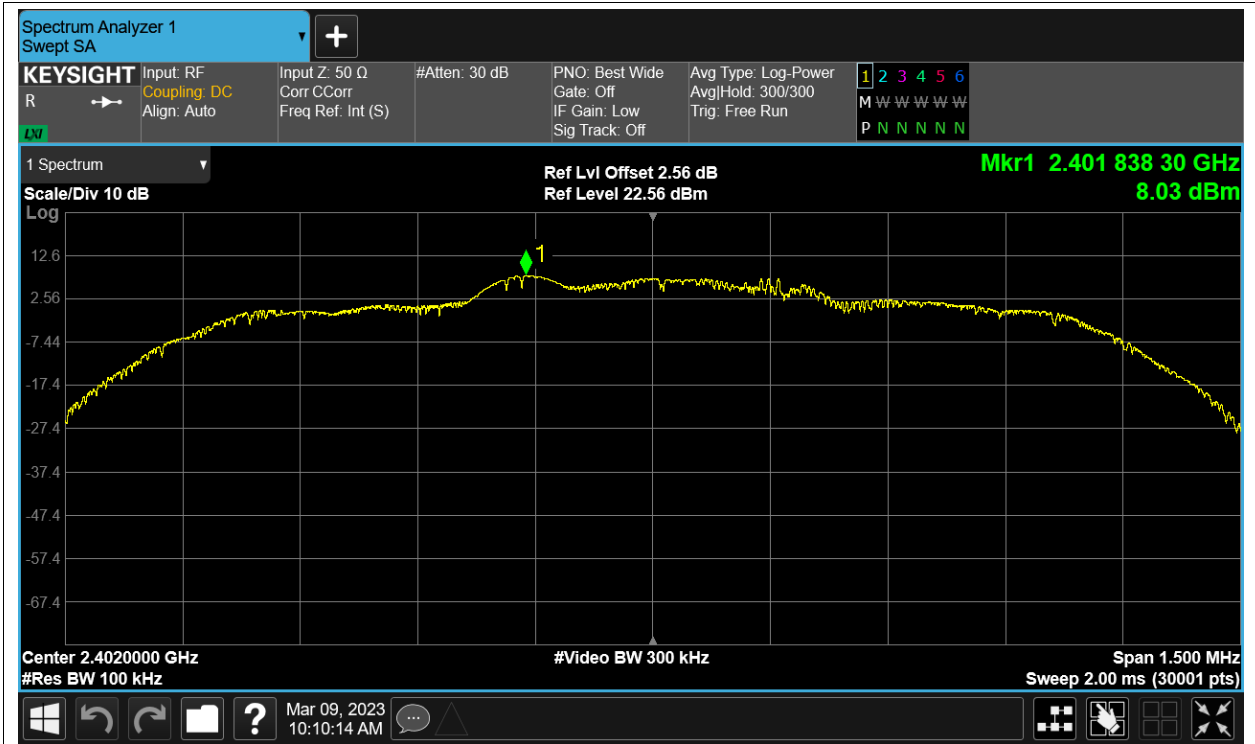 Spectrum Analyzer 1
Swept SA
KEYSIGHT
R
LXI
Input: RF
Coupling: DC
Align: Auto
Input Z: 50 Ω
Corr CCorr
Freq Ref: Int (S)
#Atten: 30 dB
PNO: Best Wide
Gate: Off
IF Gain: Low
Sig Track: Off
Avg Type: Log-Power
Avg|Hold: 300/300
Trig: Free Run
1 2 3 4 5 6
M W W W W W
P N N N N N
1 Spectrum
Scale/Div 10 dB
Log
Ref Lvl Offset 2.56 dB
Ref Level 22.56 dBm
Mkr1 2.401 838 30 GHz
8.03 dBm
1
12.6
2.56
-7.44
-17.4
-27.4
-37.4
-47.4
-57.4
-67.4
Center 2.4020000 GHz
#Video BW 300 kHz
Span 1.500 MHz
#Res BW 100 kHz
Sweep 2.00 ms (30001 pts)
?
Mar 09, 2023
10:10:14 AM